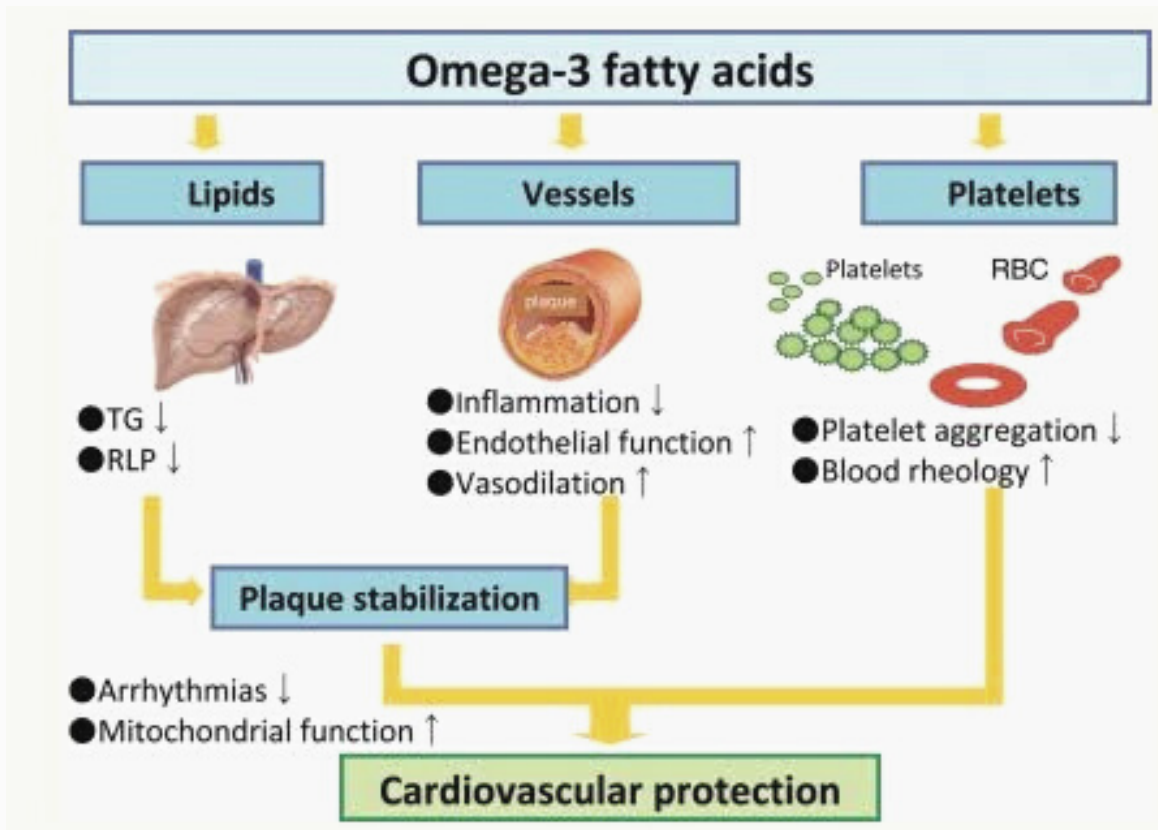 Omega-3 fatty acids
Lipids
Vessels
Platelets
plaque
Platelets
RBC
●TG ↓
●RLP ↓
●Inflammation ↓
●Endothelial function ↑
●Vasodilation ↑
●Platelet aggregation ↓
●Blood rheology ↑
Plaque stabilization
●Arrhythmias ↓
●Mitochondrial function ↑
Cardiovascular protection